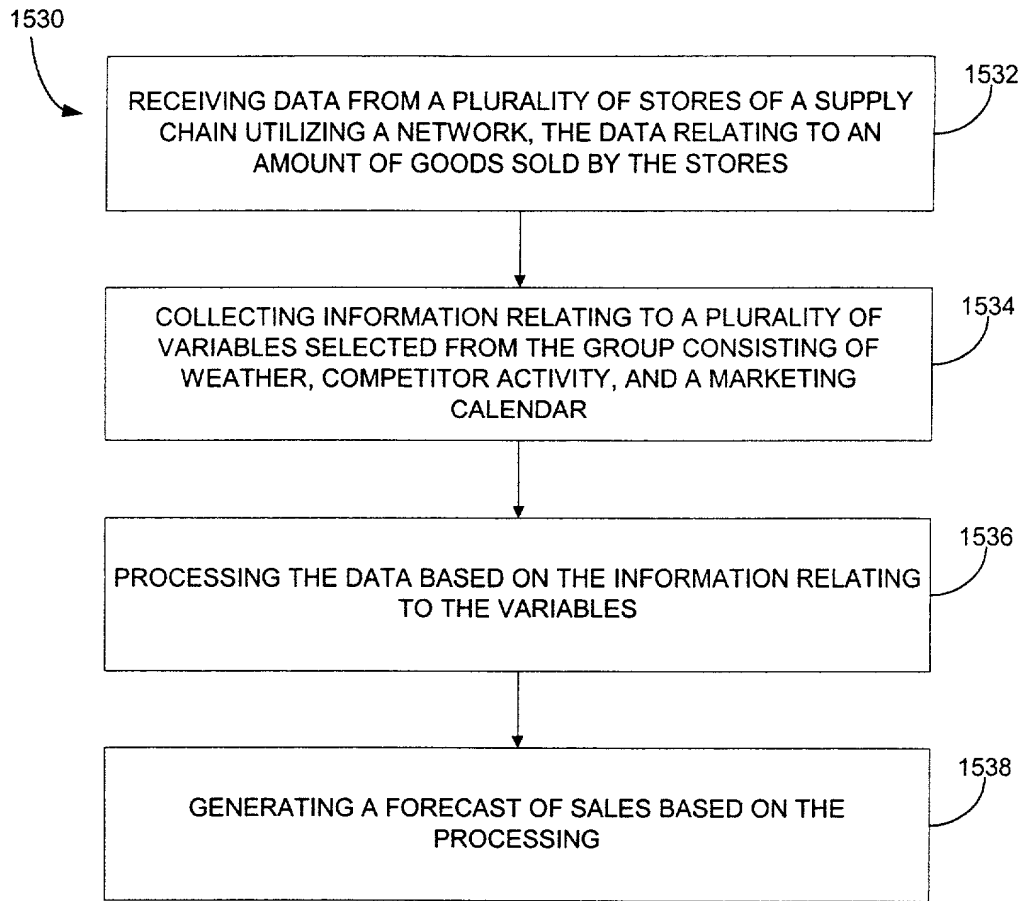 1530
1532
RECEIVING DATA FROM A PLURALITY OF STORES OF A SUPPLY
CHAIN UTILIZING A NETWORK, THE DATA RELATING TO AN
AMOUNT OF GOODS SOLD BY THE STORES
1534
COLLECTING INFORMATION RELATING TO A PLURALITY OF
VARIABLES SELECTED FROM THE GROUP CONSISTING OF
WEATHER, COMPETITOR ACTIVITY, AND A MARKETING
CALENDAR
1536
PROCESSING THE DATA BASED ON THE INFORMATION RELATING
TO THE VARIABLES
1538
GENERATING A FORECAST OF SALES BASED ON THE
PROCESSING